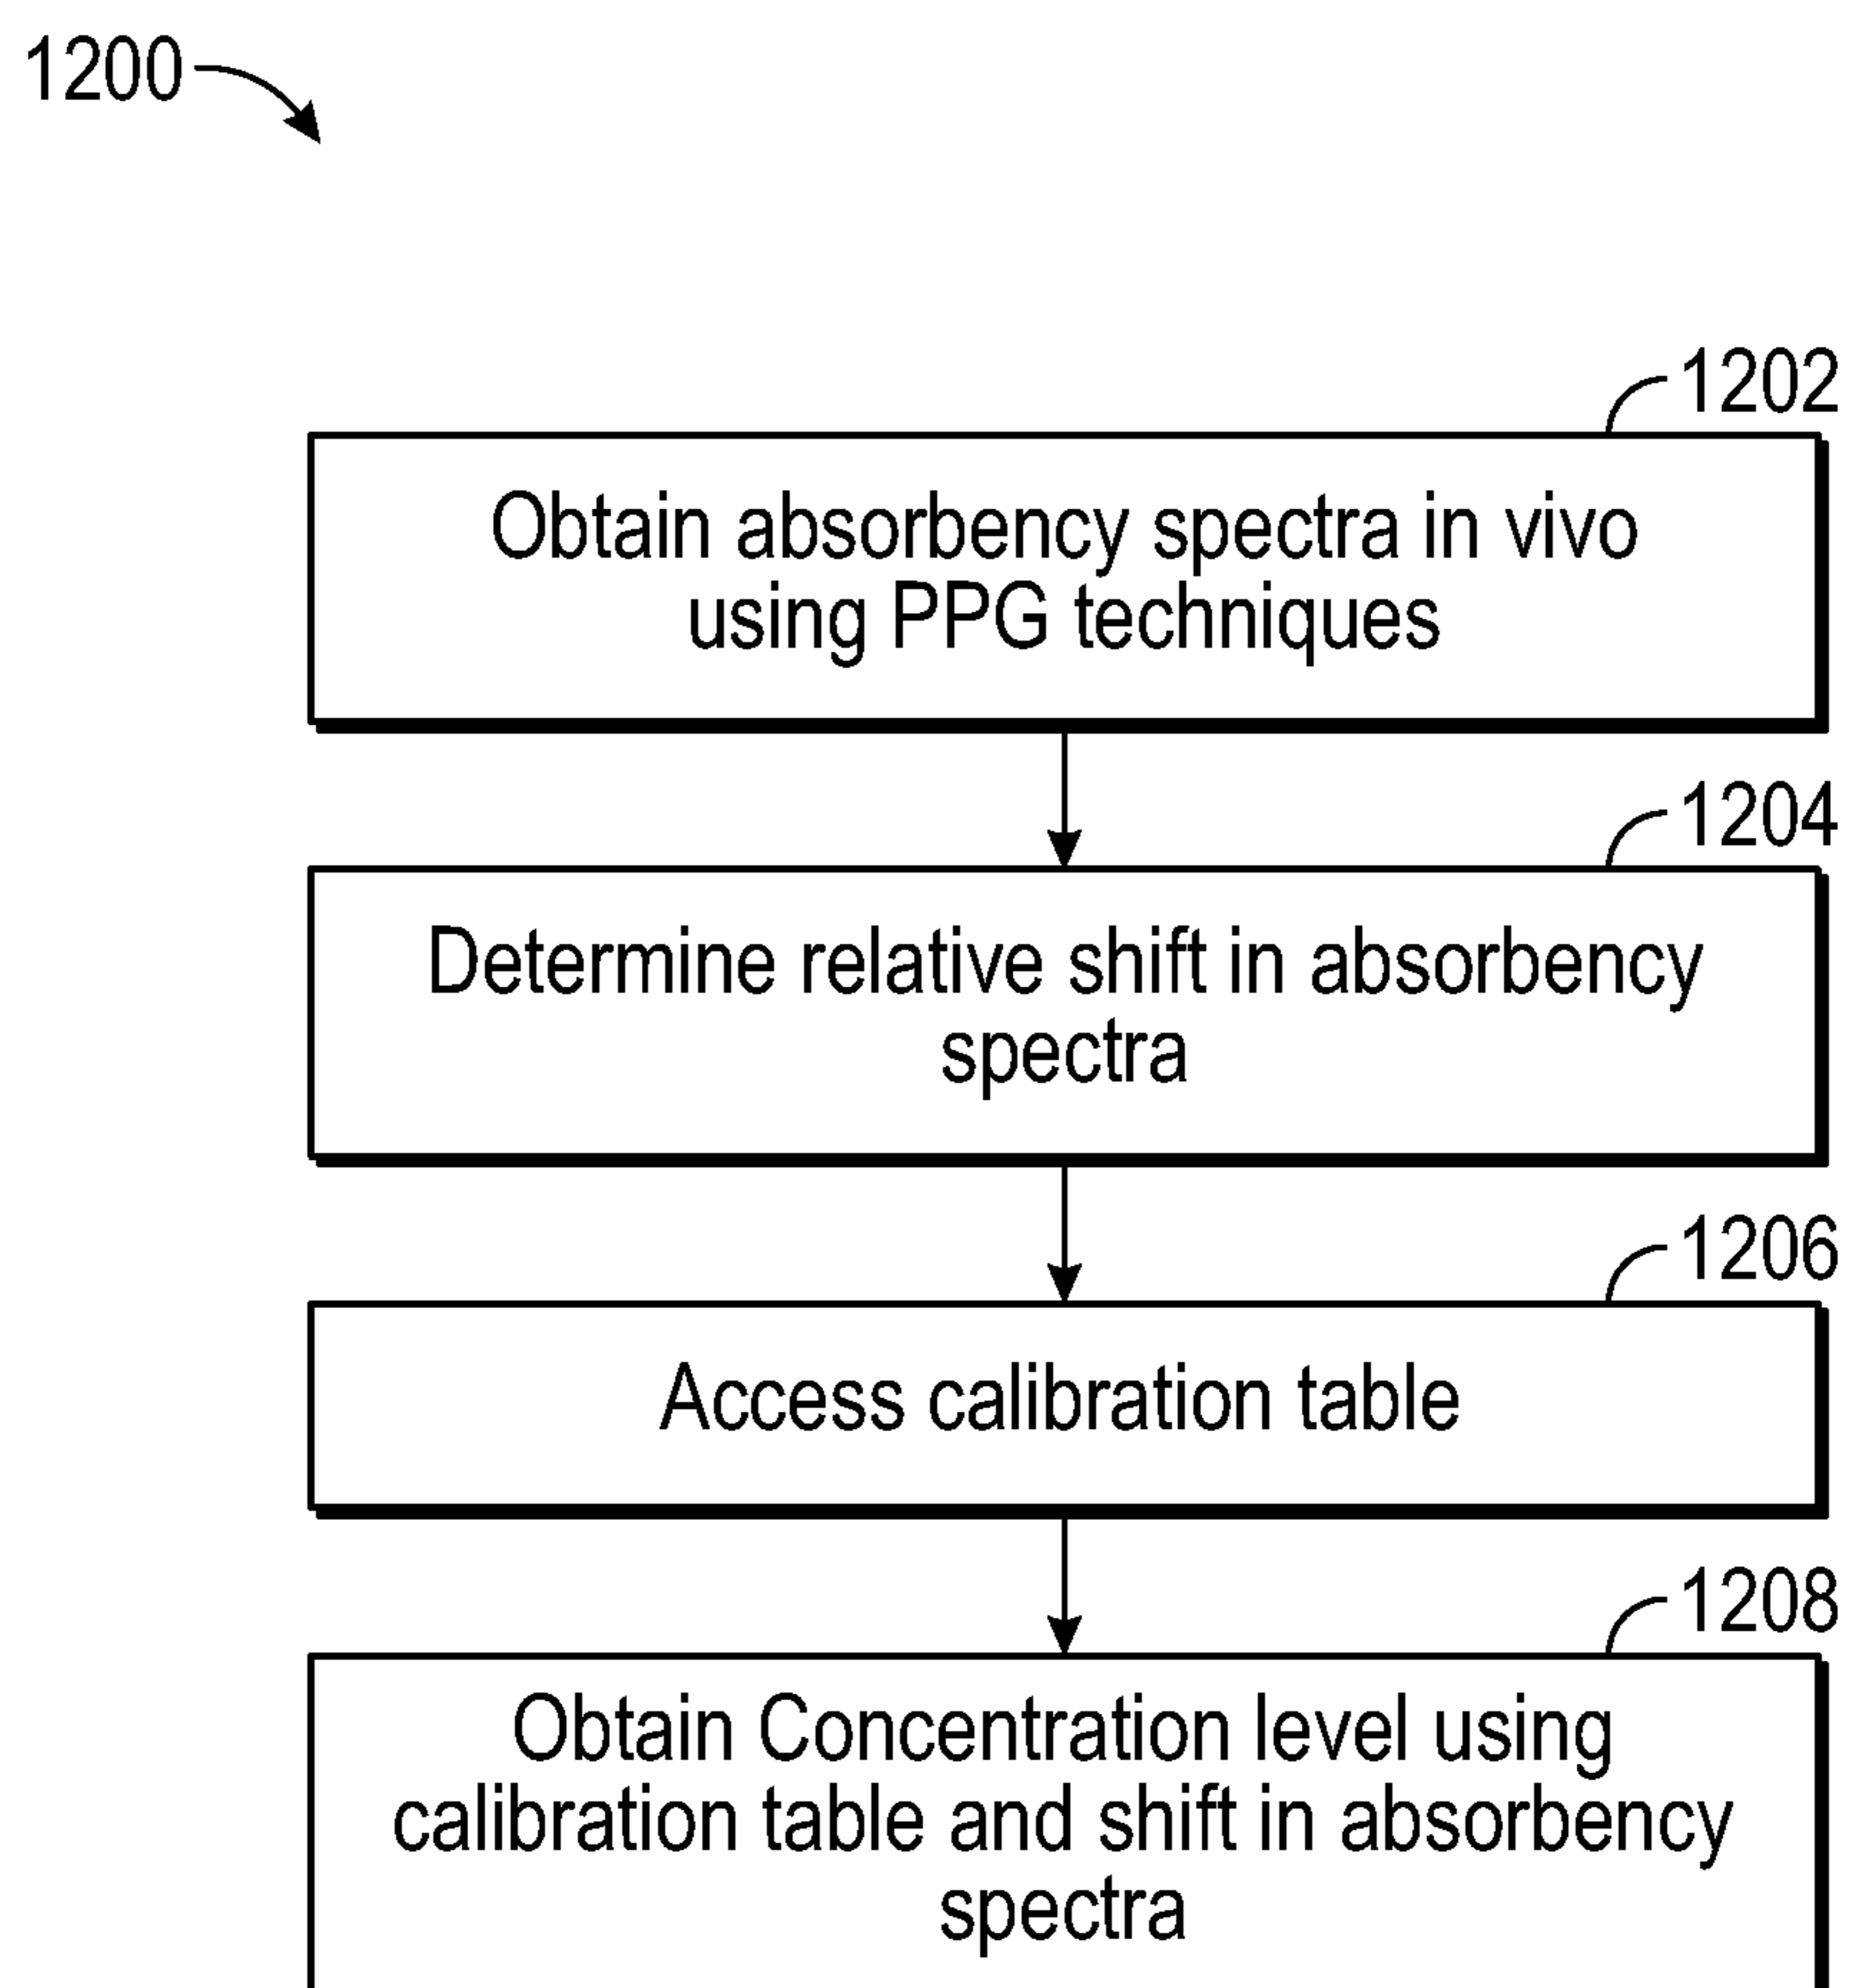 1200
1202
Obtain absorbency spectra in vivo
using PPG techniques
1204
Determine relative shift in absorbency
spectra
1206
Access calibration table
1208
Obtain Concentration level using
calibration table and shift in absorbency
spectra